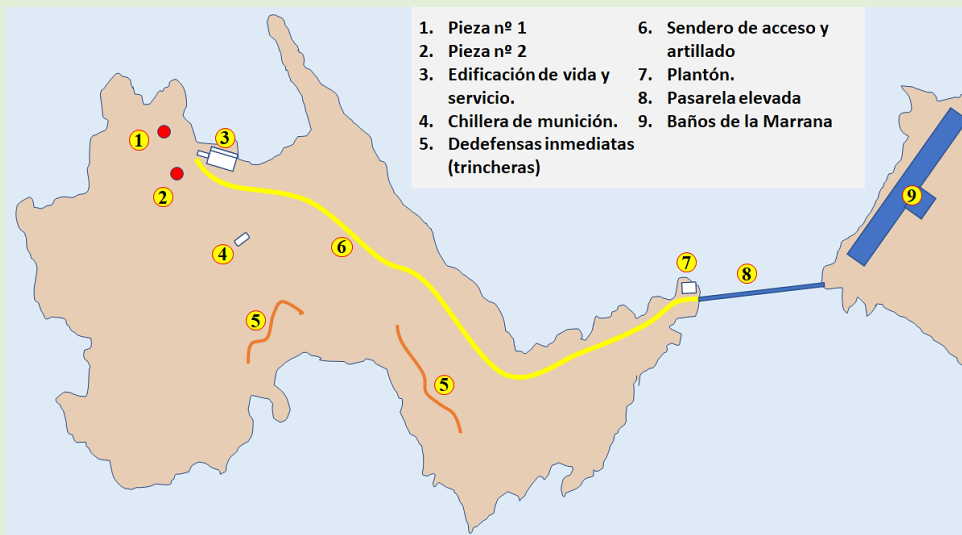 1. Pieza nº 1
2. Pieza nº 2
3. Edificación de vida y
servicio.
4. Chillera de munición.
5. Dedefensas inmediatas
(trincheras)
6. Sendero de acceso y
artillado
7. Plantón.
8. Pasarela elevada
9. Baños de la Marrana
1
3
2
4
6
5
5
7
8
9